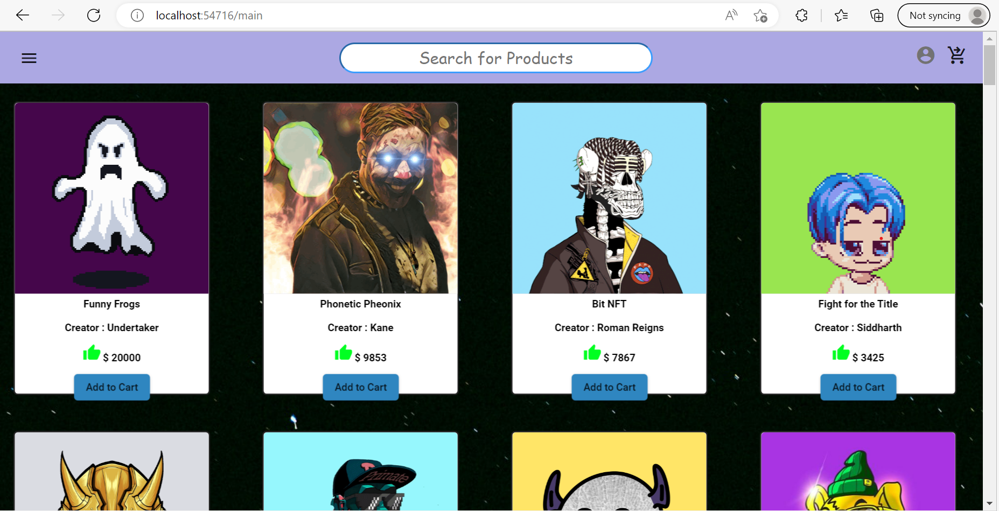 localhost:54716/main
A
Not syncing
Search for Products
Funny Frogs
Creator : Undertaker
$ 20000
Add to Cart
Phonetic Pheonix
Creator : Kane
$ 9853
Add to Cart
Bit NFT
Creator : Roman Reigns
$ 7867
Add to Cart
Fight for the Title
Creator : Siddharth
$ 3425
Add to Cart
Primate